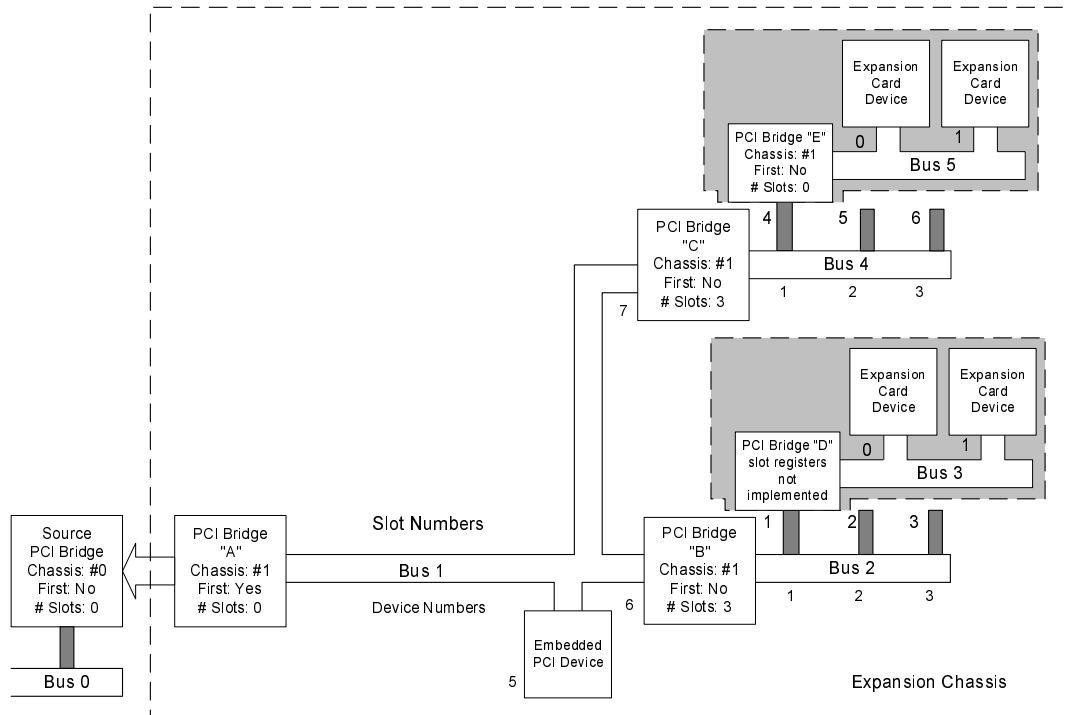 Expansion
Card
Device
Expansion
Card
Device
PCI Bridge "E"
Chassis: #1
First: No
# Slots: 0
0
1
Bus 5
PCI Bridge
"C"
Chassis: #1
First: No
# Slots: 3
4
5
6
Bus 4
7
1
2
3
Expansion
Card
Device
Expansion
Card
Device
PCI Bridge "D"
slot registers
not
implemented
0
1
Bus 3
Source
PCI Bridge
Chassis: #0
First: No
# Slots: 0
PCI Bridge
"A"
Chassis: #1
First: Yes
# Slots: 0
Slot Numbers
Bus 1
Device Numbers
PCI Bridge
"B"
Chassis: #1
First: No
# Slots: 3
1
2
3
Bus 2
6
1
2
3
Embedded
PCI Device
5
Bus 0
Expansion Chassis